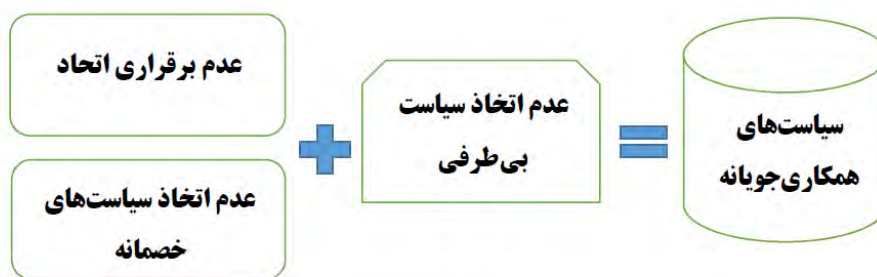 عدم برقراری اتحاد
عدم اتخاذ سیاست‌های
خصمانه
عدم اتخاذ سیاست
بی‌طرفی
سیاست‌های
همکاری‌جویانه